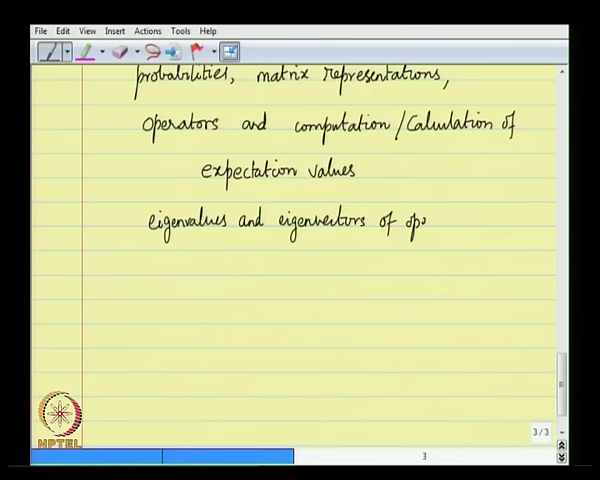 File Edit View Insert Actions Tools Help
probabilities, matrix representations,
operators and computation/Calculation of
expectation values
eigenvalues and eigenvectors of op
3/3
NPTEL
3